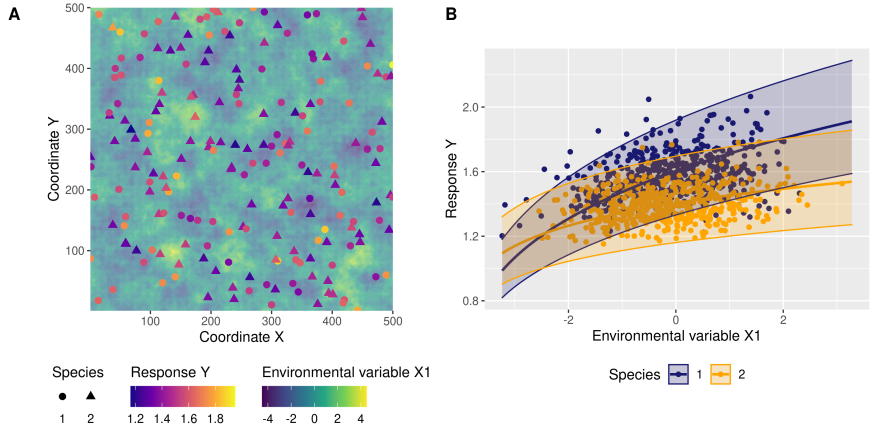 A
500
400
300
200
100
Coordinate Y
100 200 300 400 500
Coordinate X
Species
1 2
Response Y
1.2 1.4 1.6 1.8
Environmental variable X1
-4 -2 0 2 4
B
2.0
1.6
1.2
0.8
Response Y
-2 0 2
Environmental variable X1
Species 1 2